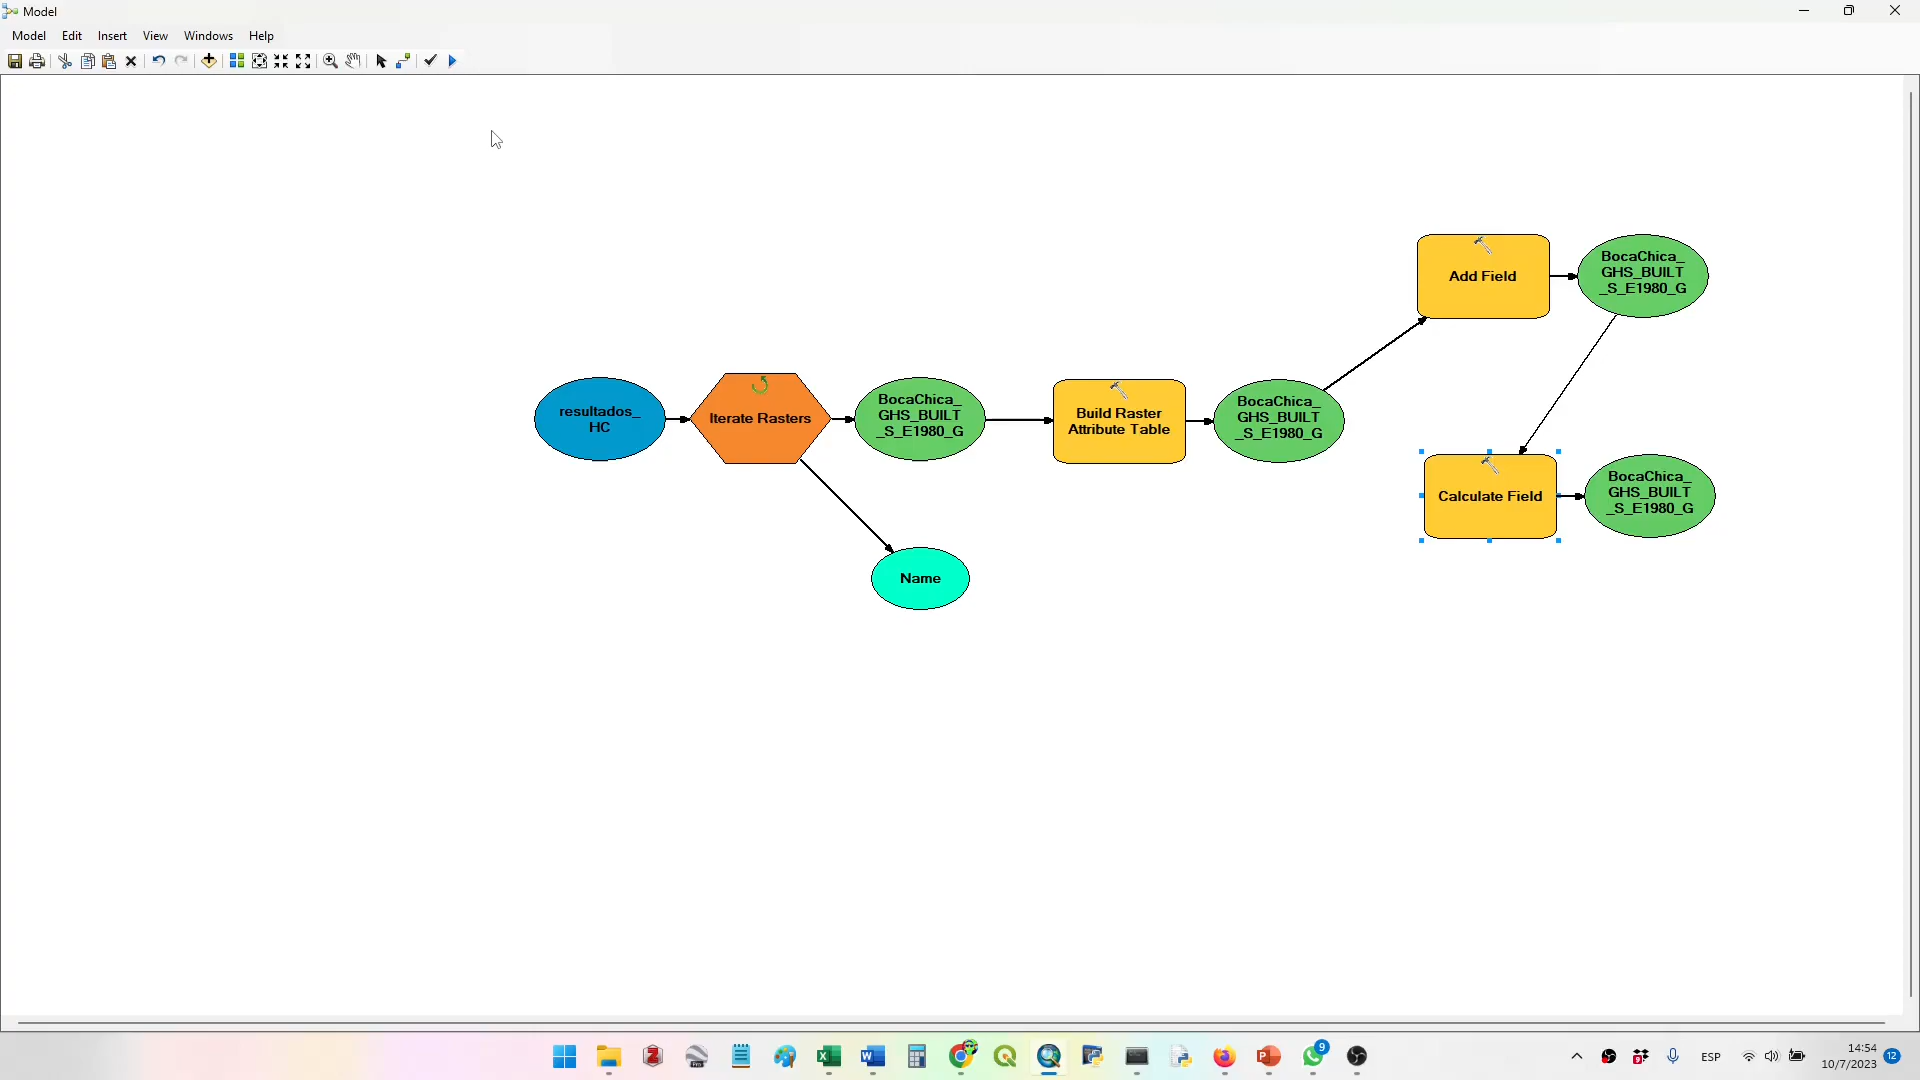 Model
Model Edit Insert View Windows Help
Add Field
BocaChica_
GHS_BUILT
_S_E1980_G
resultados_
HC
Iterate Rasters
BocaChica_
GHS_BUILT
_S_E1980_G
Build Raster
Attribute Table
BocaChica_
GHS_BUILT
_S_E1980_G
Calculate Field
BocaChica_
GHS_BUILT
_S_E1980_G
Name
9
ESP
14:54
10/7/2023
12